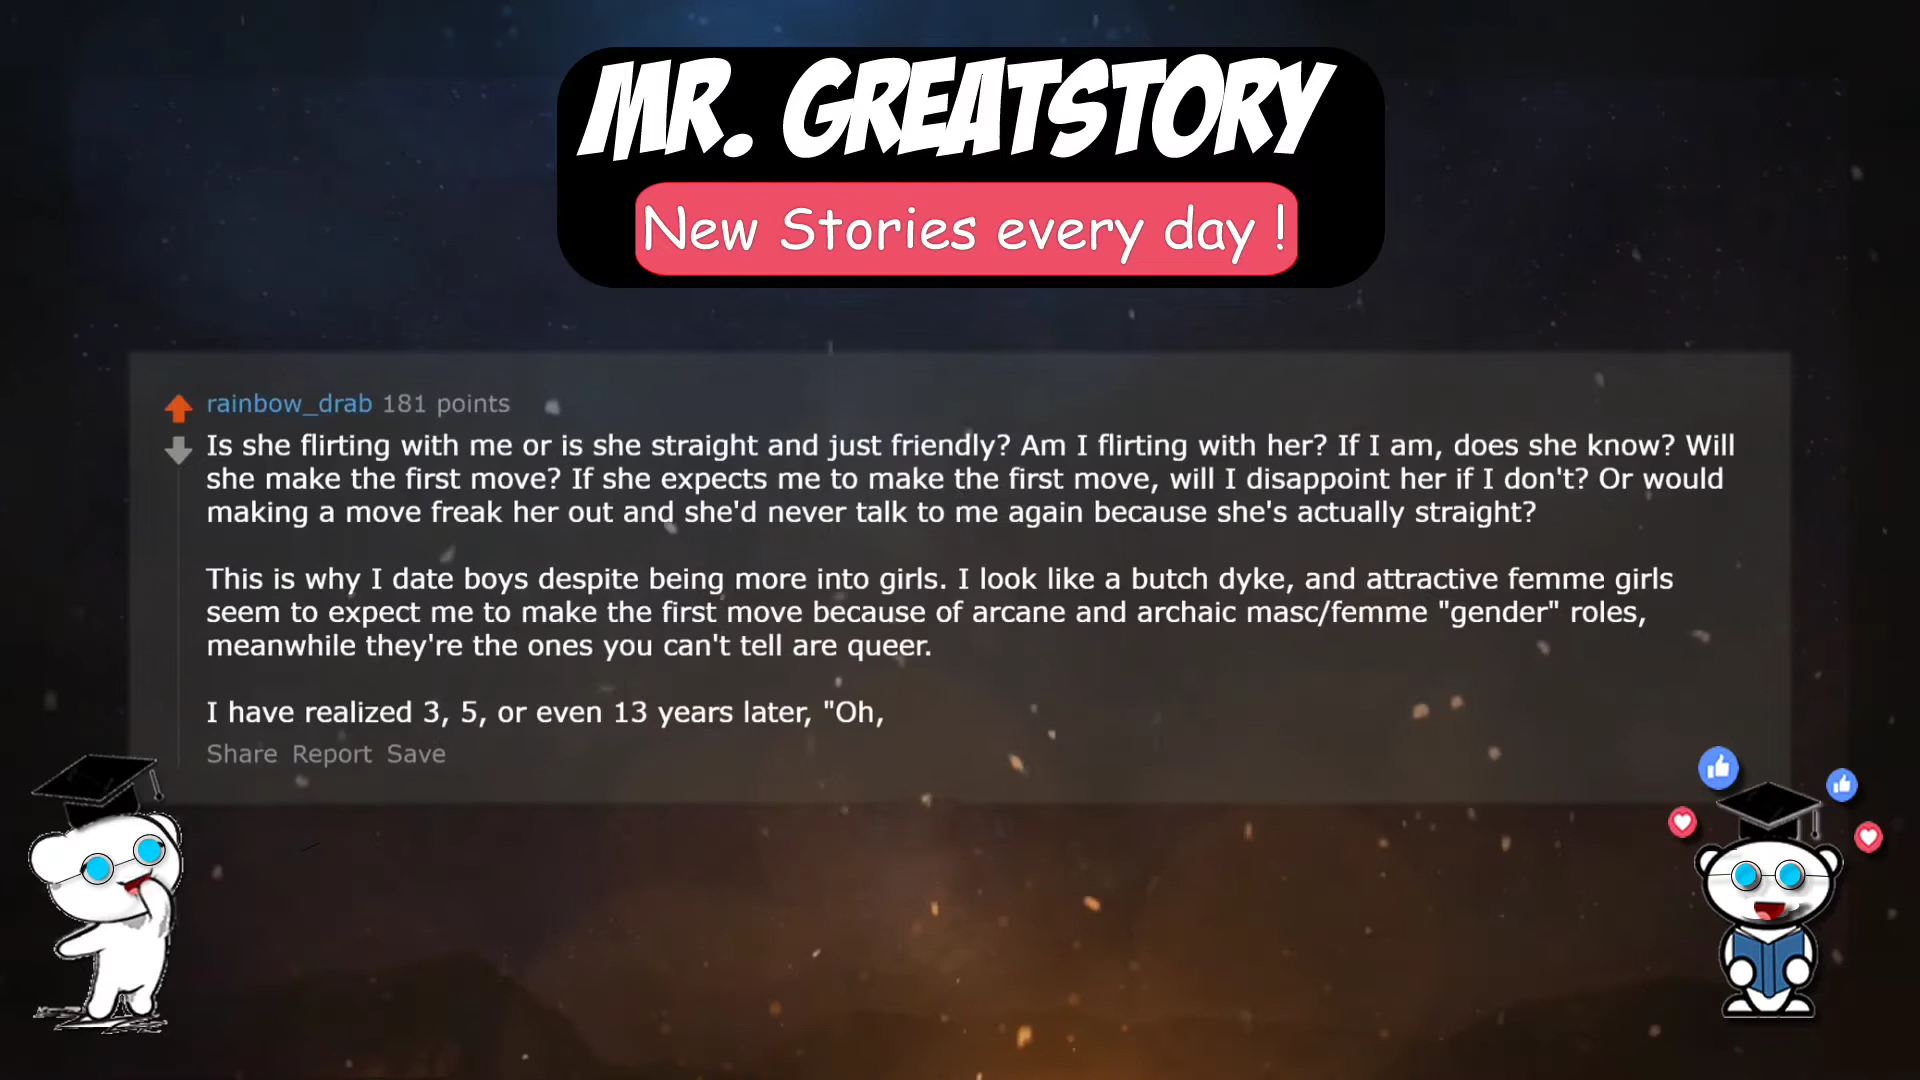 MR. GREATSTORY
New Stories every day !
rainbow_drab 181 points
Is she flirting with me or is she straight and just friendly? Am I flirting with her? If I am, does she know? Will
she make the first move? If she expects me to make the first move, will I disappoint her if I don't? Or would
making a move freak her out and she'd never talk to me again because she's actually straight?
This is why I date boys despite being more into girls. I look like a butch dyke, and attractive femme girls
seem to expect me to make the first move because of arcane and archaic masc/femme "gender" roles,
meanwhile they're the ones you can't tell are queer.
I have realized 3, 5, or even 13 years later, "Oh,
Share Report Save